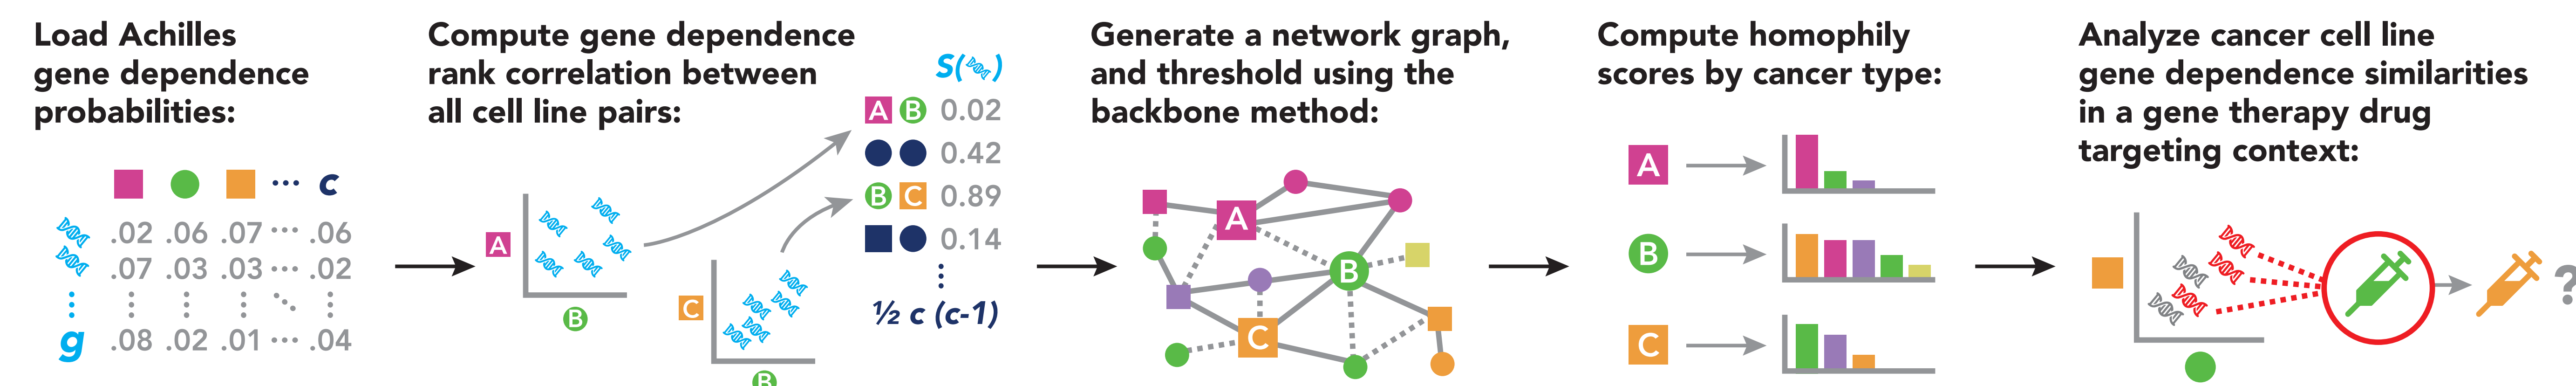 Load Achilles
gene dependence
probabilities:
··· c
.02 .06 .07 ··· .06
.07 .03 .03 ··· .02
g .08 .02 .01 ··· .04
Compute gene dependence
rank correlation between
all cell line pairs:
A
B
C
B
S( )
A B 0.02
0.42
B C 0.89
0.14
½ c (c-1)
Generate a network graph,
and threshold using the
backbone method:
A
B
C
Compute homophily
scores by cancer type:
A
B
C
Analyze cancer cell line
gene dependence similarities
in a gene therapy drug
targeting context:
?